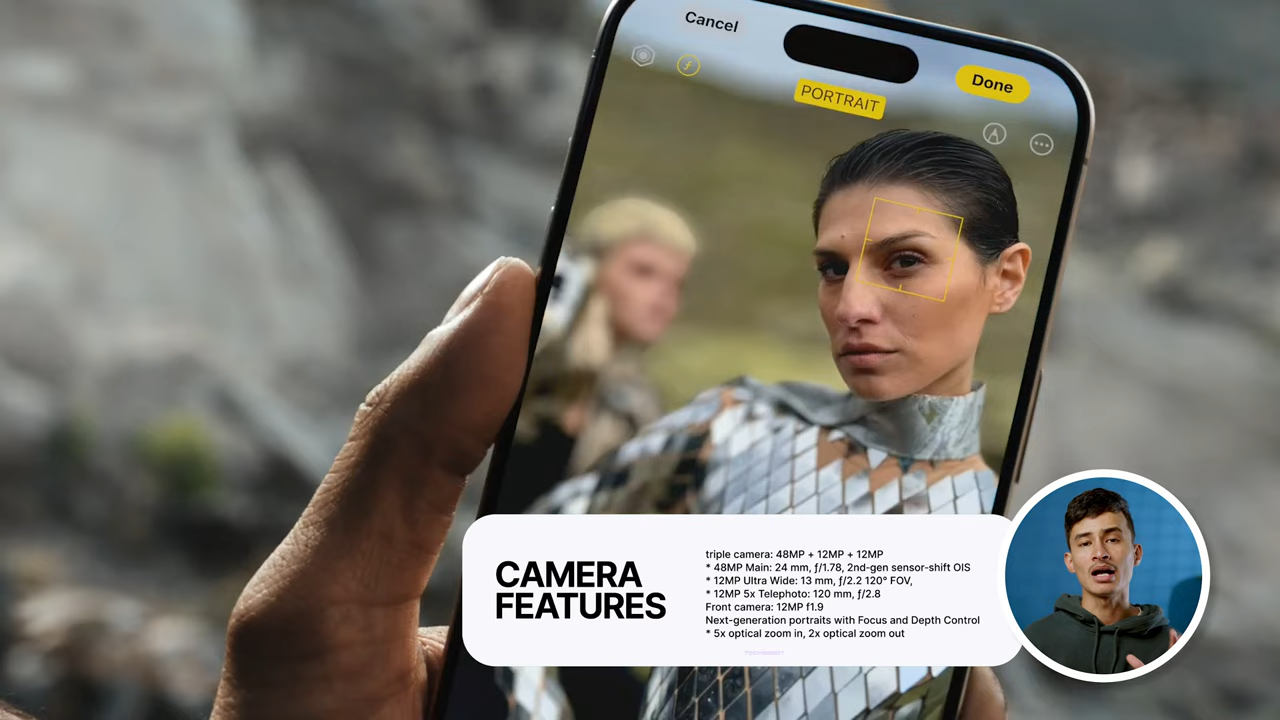 Cancel
Done
PORTRAIT
CAMERA
FEATURES
triple camera: 48MP + 12MP + 12MP
* 48MP Main: 24 mm, ƒ/1.78, 2nd-gen sensor-shift OIS
* 12MP Ultra Wide: 13 mm, ƒ/2.2 120° FOV,
* 12MP 5x Telephoto: 120 mm, ƒ/2.8
Front camera: 12MP f1.9
Next-generation portraits with Focus and Depth Control
* 5x optical zoom in, 2x optical zoom out